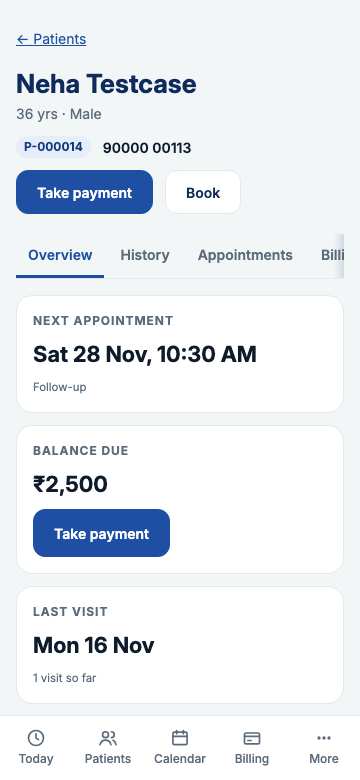 ← Patients
Neha Testcase
36 yrs · Male
P-000014 90000 00113
Take payment Book
Overview History Appointments Billi
NEXT APPOINTMENT
Sat 28 Nov, 10:30 AM
Follow-up
BALANCE DUE
₹2,500
Take payment
LAST VISIT
Mon 16 Nov
1 visit so far
Today Patients Calendar Billing More